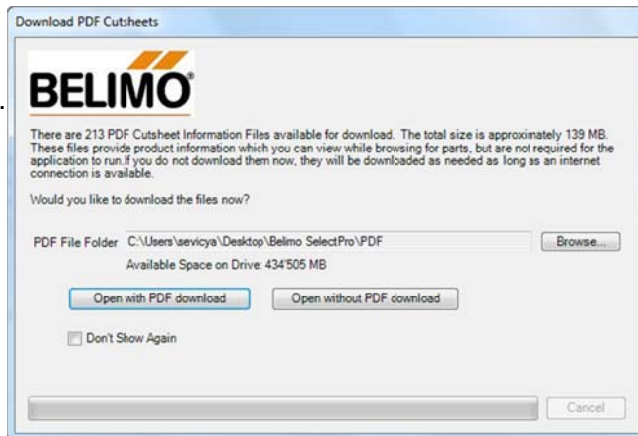 Download PDF Cutsheets
BELIMO®
There are 213 PDF Cutsheet Information Files available for download. The total size is approximately 139 MB.
These files provide product information which you can view while browsing for parts, but are not required for the
application to run.If you do not download them now, they will be downloaded as needed as long as an internet
connection is available.
Would you like to download the files now?
PDF File Folder C:\Users\sevicya\Desktop\Belimo SelectPro\PDF Browse...
Available Space on Drive: 434'505 MB
Open with PDF download Open without PDF download
Don't Show Again
Cancel